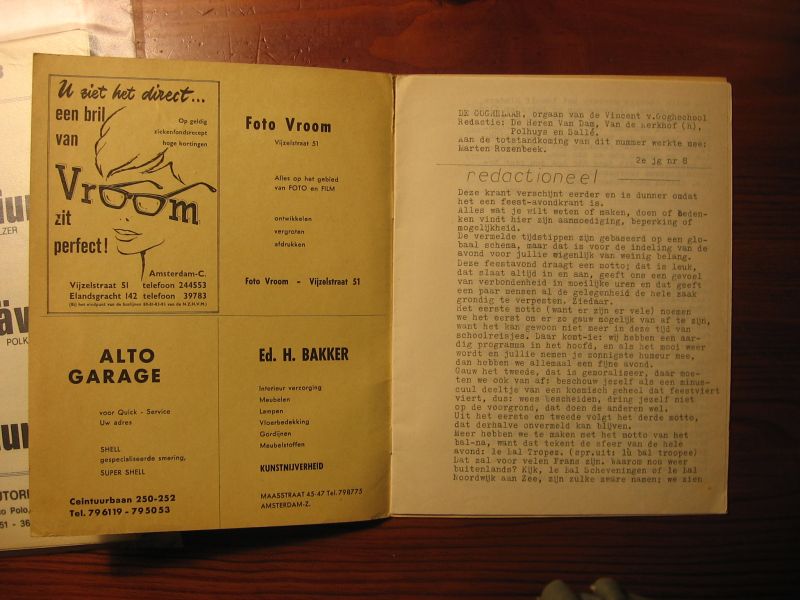 U ziet het direct...
een bril
van
Op geldig
ziekenfondsrecept
hoge kortingen
Vroom
zit
perfect!
Amsterdam-C.
Vijzelstraat 51 telefoon 244553
Elandsgracht 142 telefoon 39783
Foto Vroom
Vijzelstraat 51
Alles op het gebied
van FOTO en FILM
ontwikkelen
vergroten
afdrukken
Foto Vroom - Vijzelstraat 51
ALTO
GARAGE
voor Quick - Service
Uw adres
SHELL
gespecialiseerde smering,
SUPER SHELL
Ceintuurbaan 250-252
Tel. 796119 - 795053
Ed. H. BAKKER
Interieur verzorging
Meubelen
Lampen
Vloerbedekking
Gordijnen
Meubelstoffen
KUNSTNIJVERHEID
MAASSTRAAT 45-47 Tel. 798775
AMSTERDAM-Z.
DE GOGHELAAR, orgaan van de Vincent v.Goghschool
Redactie: De Heren Van Dam, Van de Kerkhof (h),
Polhuys en Ballé.
Aan de totstandkoming van dit nummer werkte mee:
Marten Rozenbeek.
2e jg nr 8
redactioneel
Deze krant verschijnt eerder en is dunner omdat
het een feest-avondkrant is.
Alles wat je wilt weten of maken, doen of beden-
ken vindt hier zijn aanmoediging, beperking of
mogelijkheid.
De vermelde tijdstippen zijn gebaseerd op een glo-
baal schema, maar dat is voor de indeling van de
avond voor jullie eigenlijk van weinig belang.
Deze feestavond draagt een motto; dat is leuk,
dat slaat altijd in en aan, geeft ons een gevoel
van verbondenheid in moeilijke uren en dat geeft
een paar mensen al de gelegenheid de hele zaak
grondig te verpesten. Ziedaar.
Het eerste motto (want er zijn er vele) noemen
we het eerst om er zo gauw mogelijk van af te zijn,
want het kan gewoon niet meer in deze tijd van
schoolreisjes. Daar komt-ie: wij hebben een aar-
dig programma in het hoofd, en als het mooi weer
wordt en jullie nemen je zonnigste humeur mee,
dan hebben we allemaal een fijne avond.
Gauw het tweede, dat is gemoraliseer, daar moe-
ten we ook van af: beschouw jezelf als een minus-
cuul deeltje van een komisch geheel dat feestviert
viert, dus: wees bescheiden, dring jezelf niet
op de voorgrond, dat doen de anderen wel.
Uit het eerste en tweede volgt het derde motto,
dat derhalve onvermeld kan blijven.
Meer hebben we te maken met het motto van het
bal-na, want dat tekent de sfeer van de hele
avond: le bal Tropez. (spr.uit: lù bal troopee)
Dat zal voor velen Frans zijn. Waarom nou weer
buitenlands? Kijk, le bal Scheveningen of le bal
Noordwijk aan Zee, zijn zulke zware namen; we zien